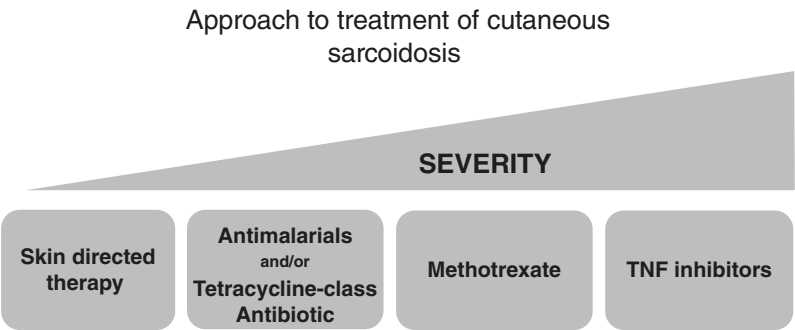 Approach to treatment of cutaneous
sarcoidosis
SEVERITY
Skin directed
therapy
Antimalarials
and/or
Tetracycline-class
Antibiotic
Methotrexate
TNF inhibitors